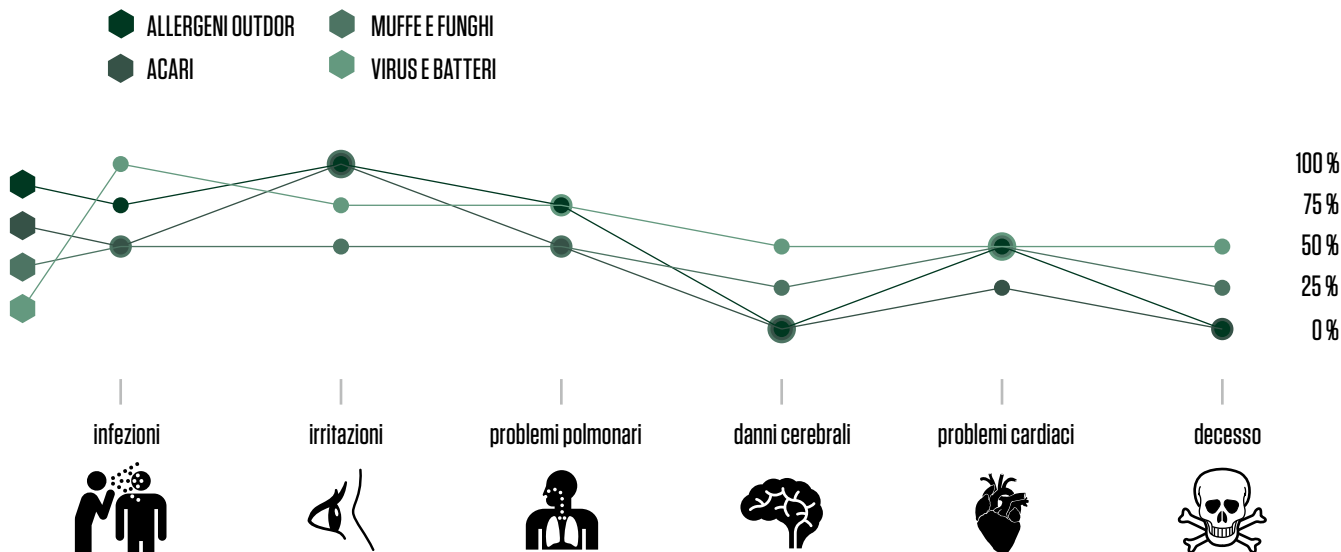 ALLERGENI OUTDOR
MUFFE E FUNGHI
ACARI
VIRUS E BATTERI
100 %
75 %
50 %
25 %
0 %
infezioni
irritazioni
problemi polmonari
danni cerebrali
problemi cardiaci
decesso